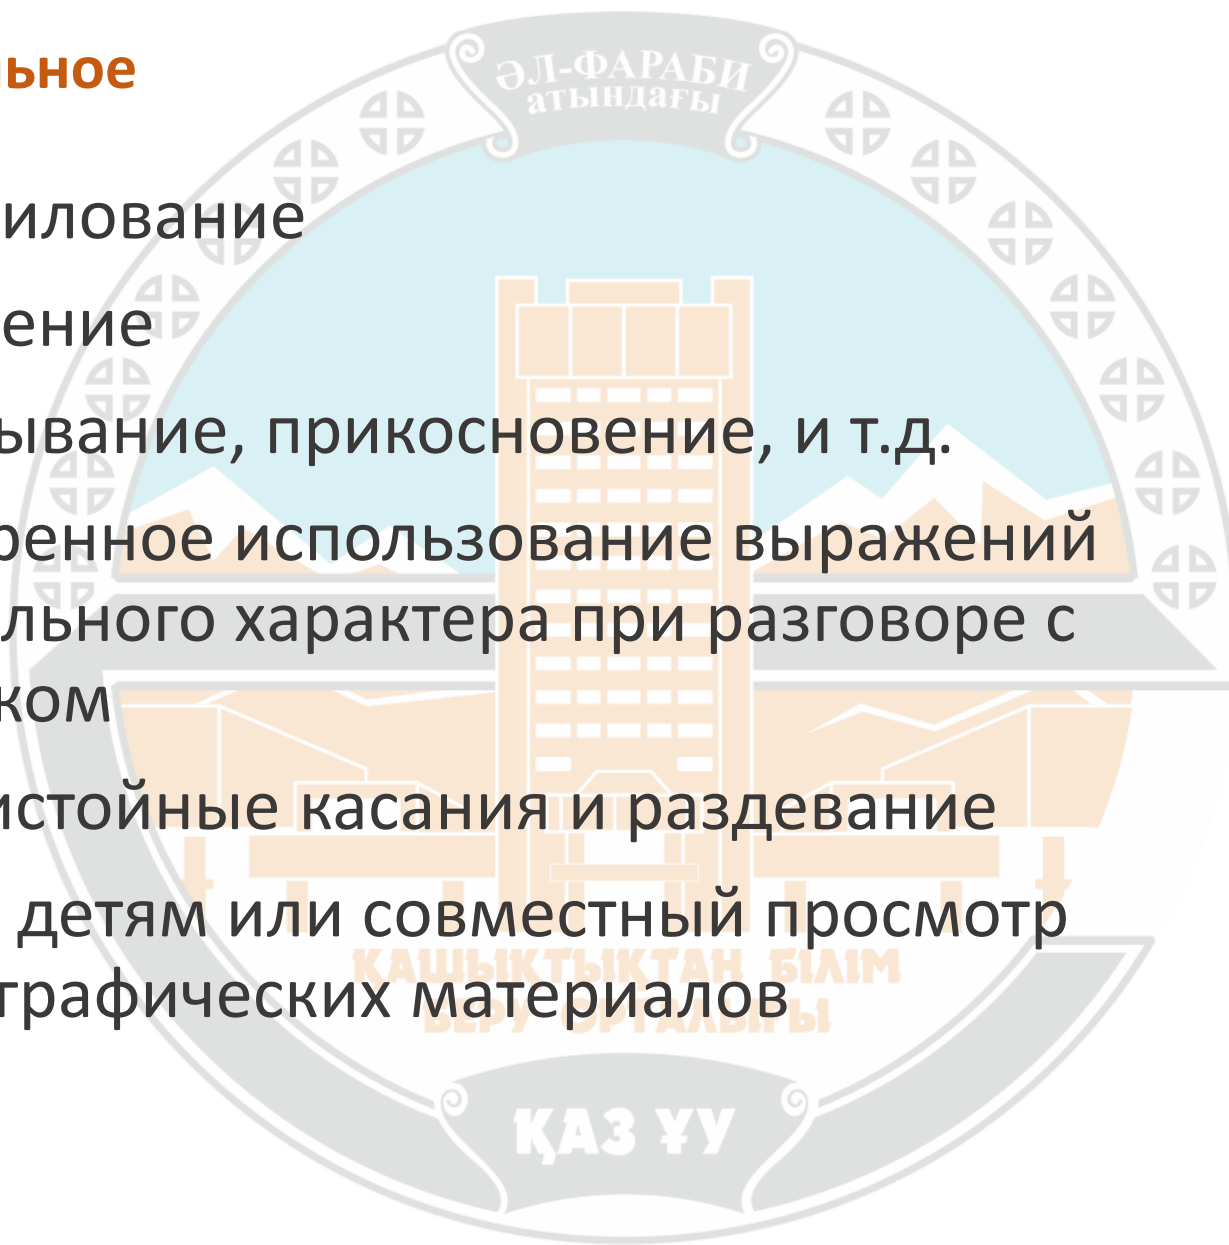 ӘЛ-ФАРАБИ
атындағы
ьное
илование
ение
ывание, прикосновение, и т.д.
ренное использование выражений
льного характера при разговоре с
ком
истойные касания и раздевание
детям или совместный просмотр
графических материалов
ҚАШЫҚТЫҚТАН БІЛІМ
БЕРУ ОРТАЛЫҒЫ
ҚАЗ ҰУ